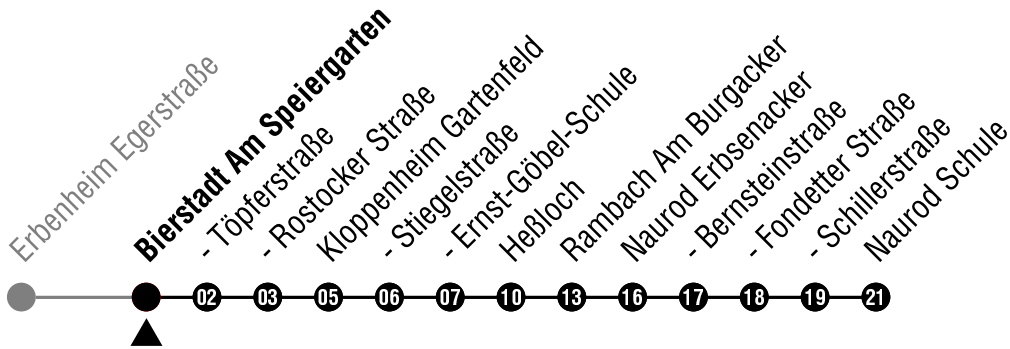 Erbenheim Egerstraße
Bierstadt Am Speiergarten
- Töpferstraße
- Rostocker Straße
Kloppenheim Gartenfeld
- Stiegelstraße
- Ernst-Göbel-Schule
Heßloch
Rambach Am Burgacker
Naurod Erbsenacker
- Bernsteinstraße
- Fondetter Straße
- Schillerstraße
Naurod Schule
02 03 05 06 07 10 13 16 17 18 19 21